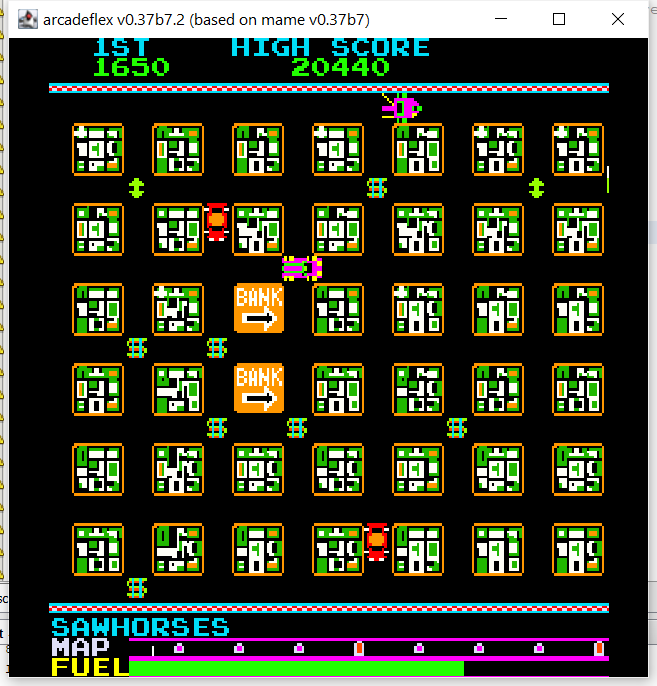 arcadeflex v0.37b7.2 (based on mame v0.37b7)
1ST HIGH SCORE
1650 20440
BANK
BANK
SAWHORSES
MAP
FUEL